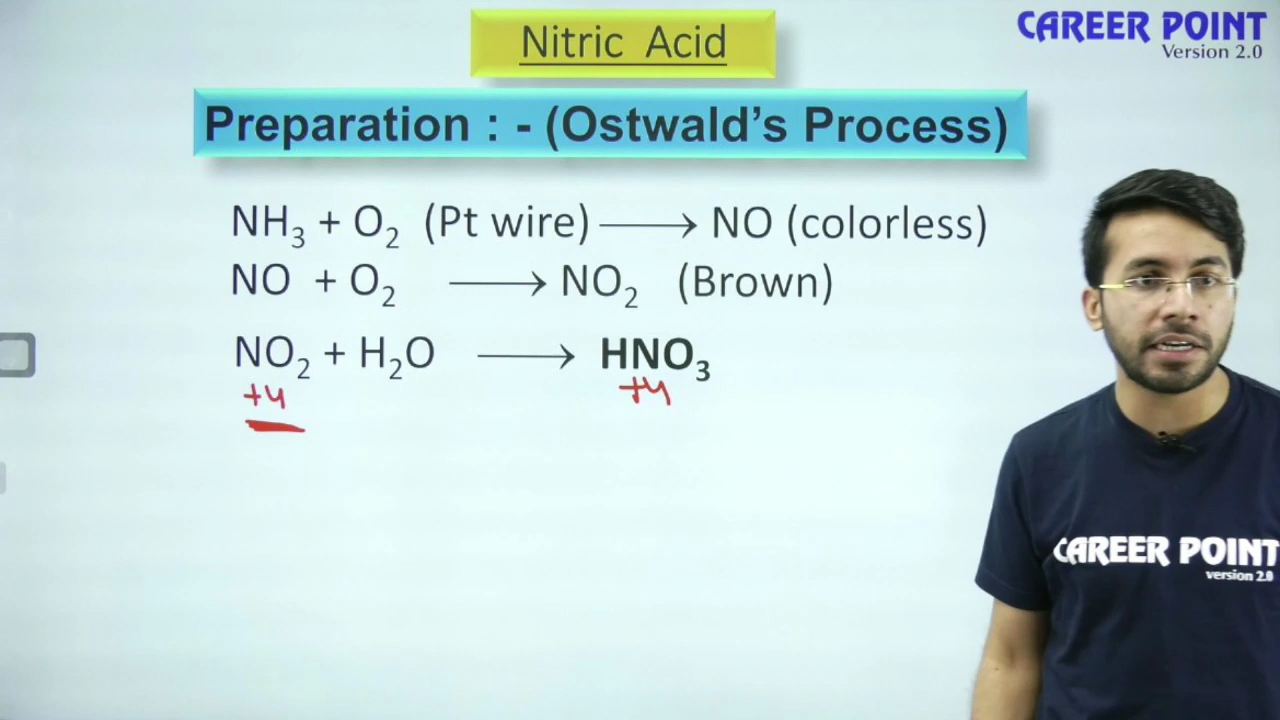 Nitric Acid
CAREER POINT
Version 2.0
Preparation : - (Ostwald's Process)
NH₃ + O₂ (Pt wire) ⟶ NO (colorless)
NO + O₂ ⟶ NO₂ (Brown)
NO₂ + H₂O ⟶ HNO₃
+4 +4
CAREER POINT
version 2.0